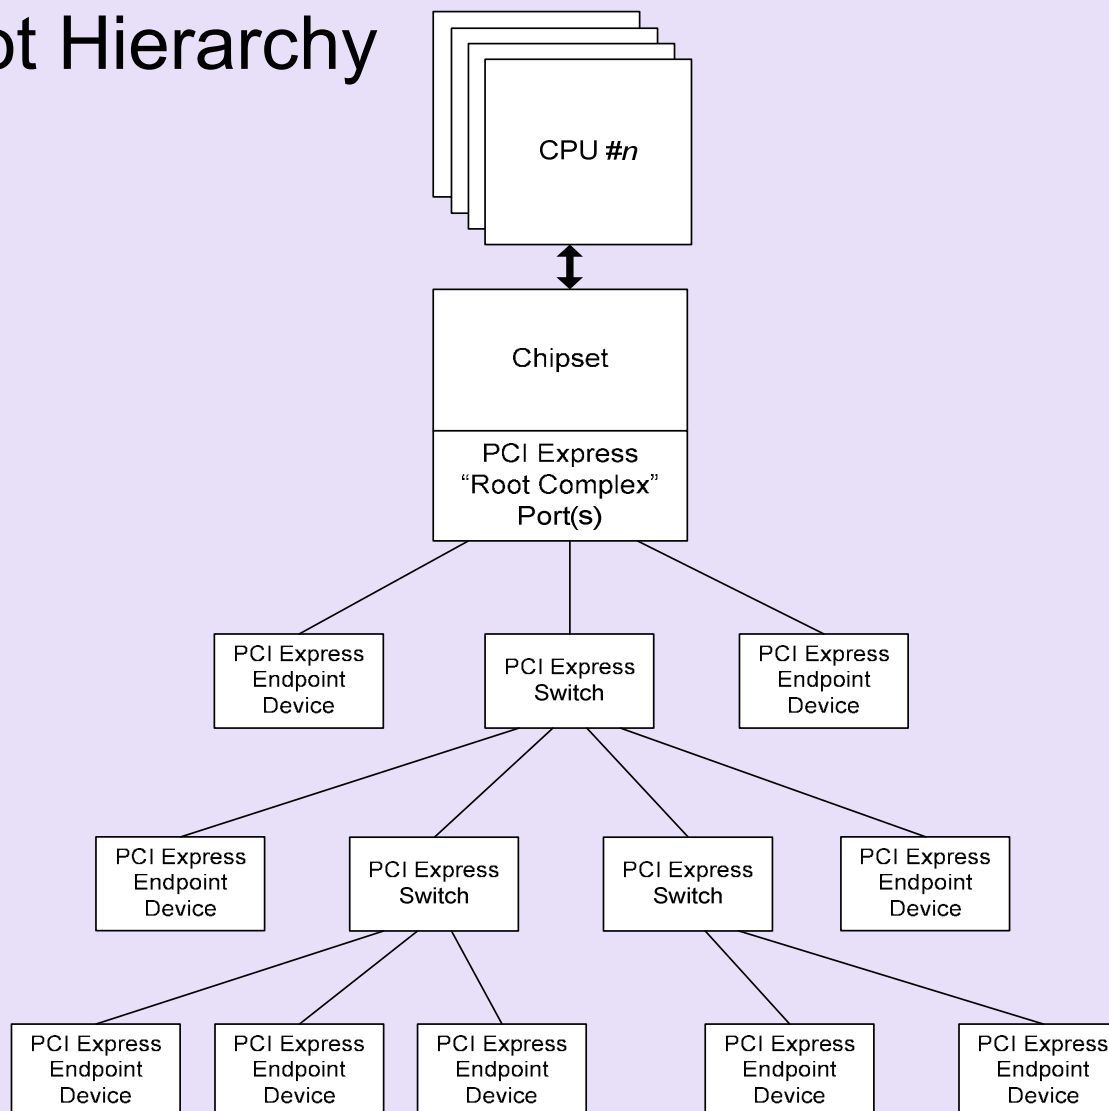 ot Hierarchy
CPU #n
Chipset
PCI Express
“Root Complex”
Port(s)
PCI Express
Endpoint
Device
PCI Express
Switch
PCI Express
Endpoint
Device
PCI Express
Endpoint
Device
PCI Express
Switch
PCI Express
Switch
PCI Express
Endpoint
Device
PCI Express
Endpoint
Device
PCI Express
Endpoint
Device
PCI Express
Endpoint
Device
PCI Express
Endpoint
Device
PCI Express
Endpoint
Device